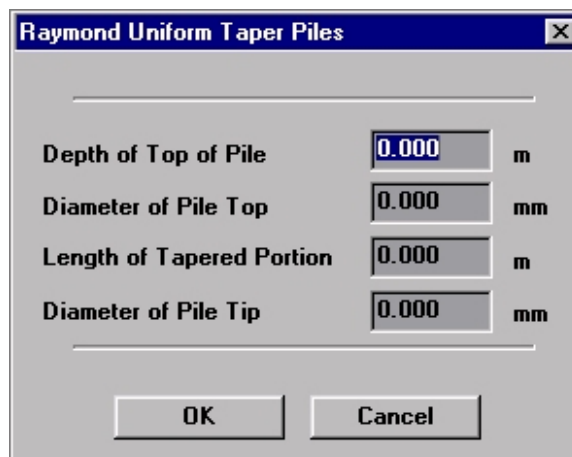 Raymond Uniform Taper Piles
Depth of Top of Pile 0.000 m
Diameter of Pile Top 0.000 mm
Length of Tapered Portion 0.000 m
Diameter of Pile Tip 0.000 mm
OK Cancel